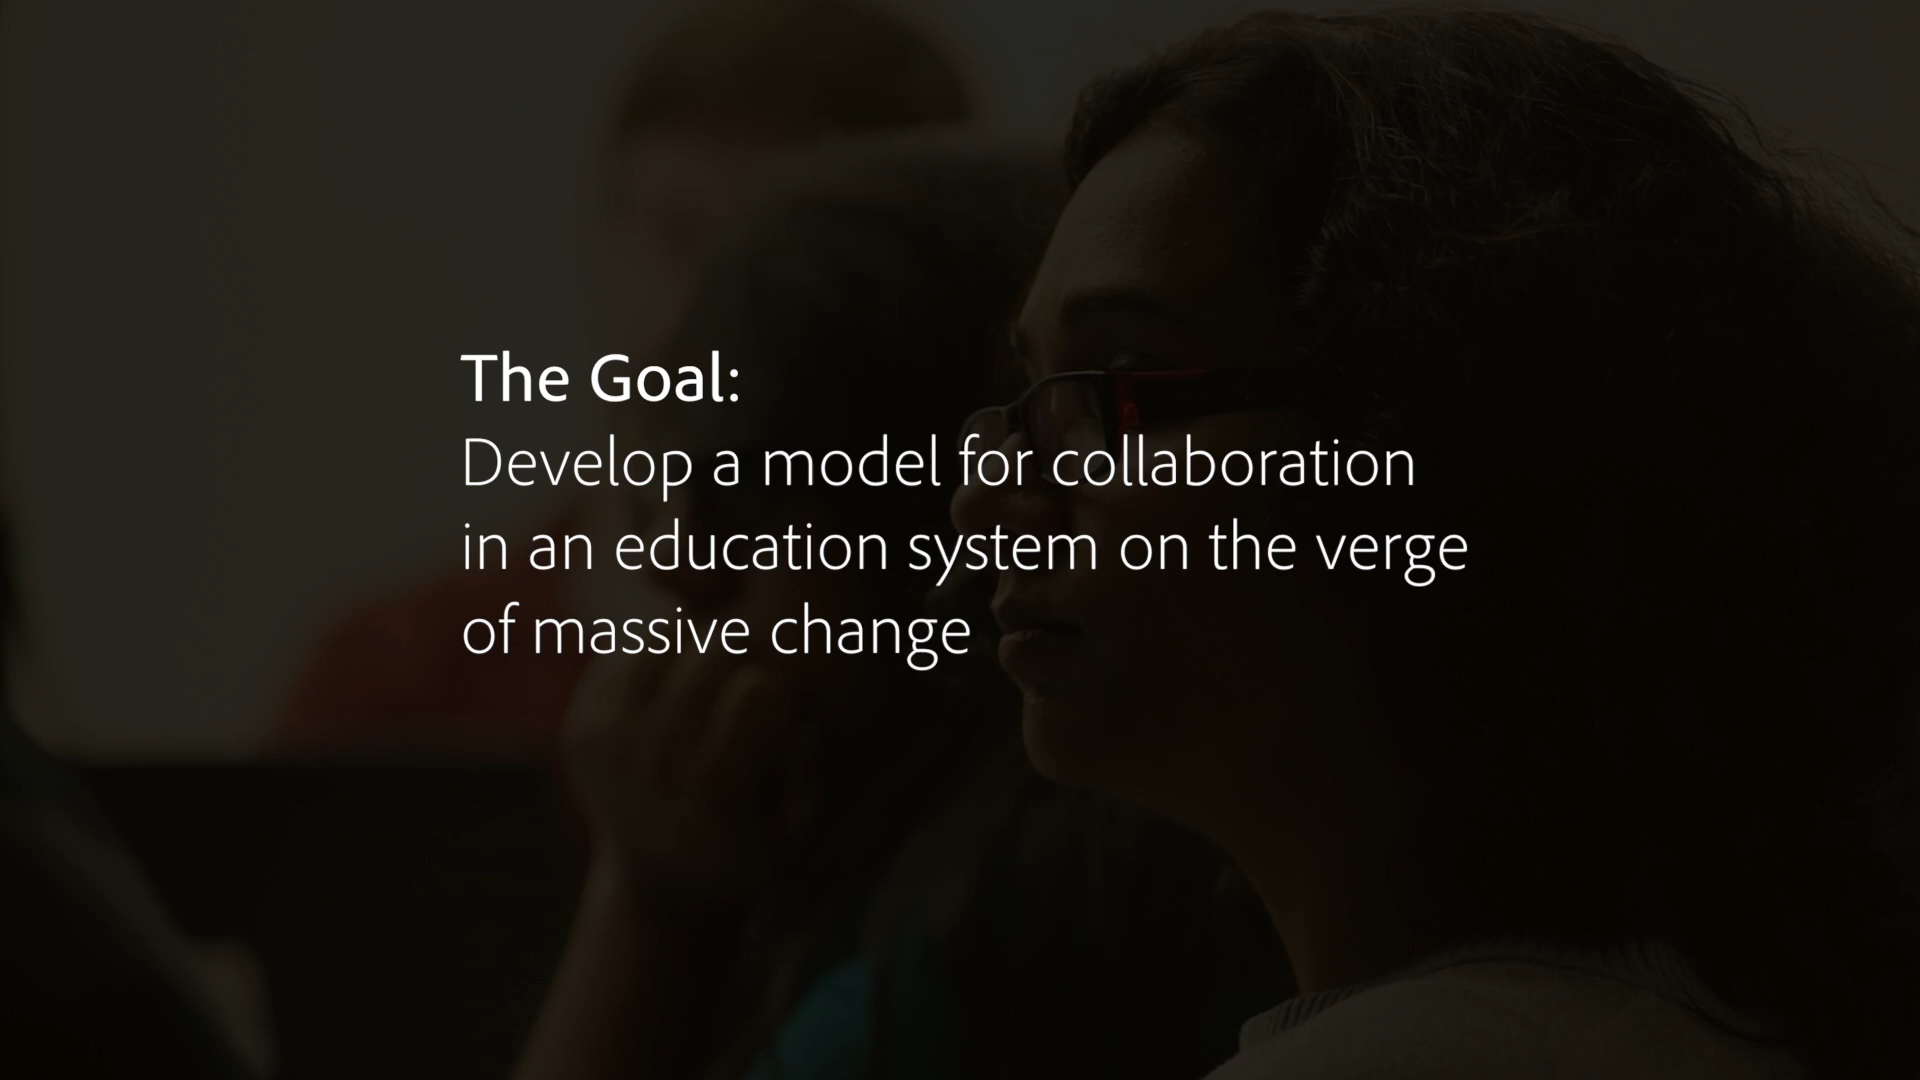 The Goal:
Develop a model for collaboration
in an education system on the verge
of massive change